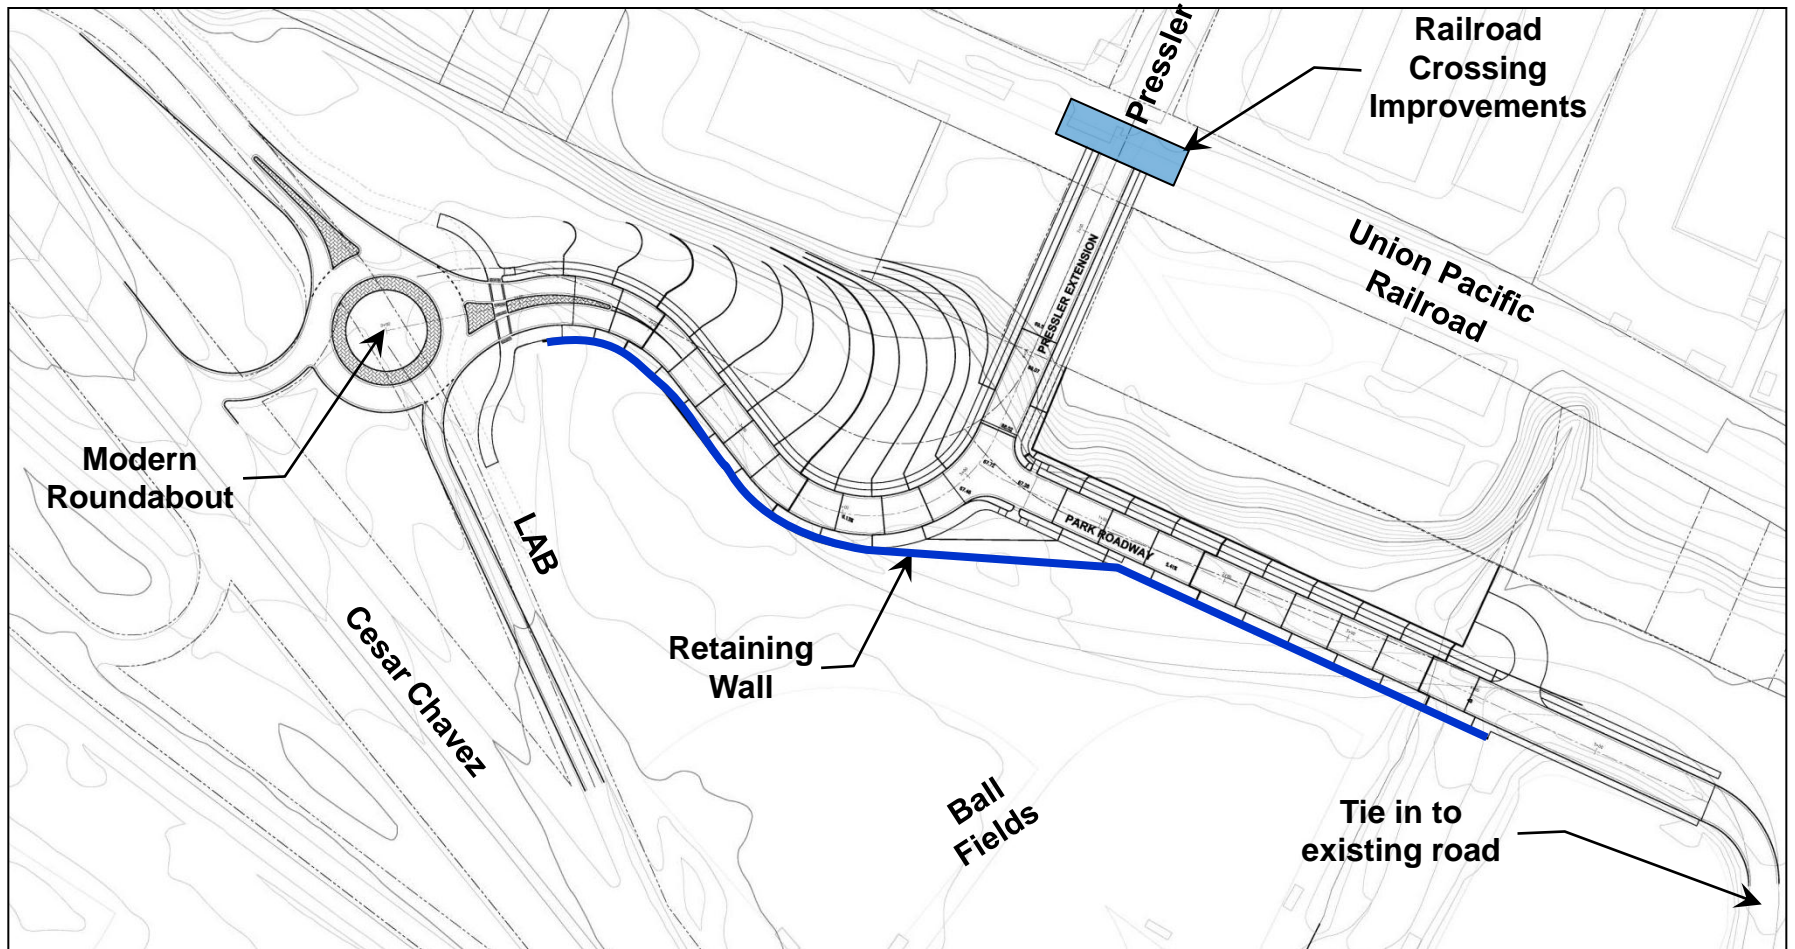 Pressler
Railroad
Crossing
Improvements
Union Pacific
Railroad
PRESSLER EXTENSION
Modern
Roundabout
LAB
PARK ROADWAY
Cesar Chavez
Retaining
Wall
Ball
Fields
Tie in to
existing road